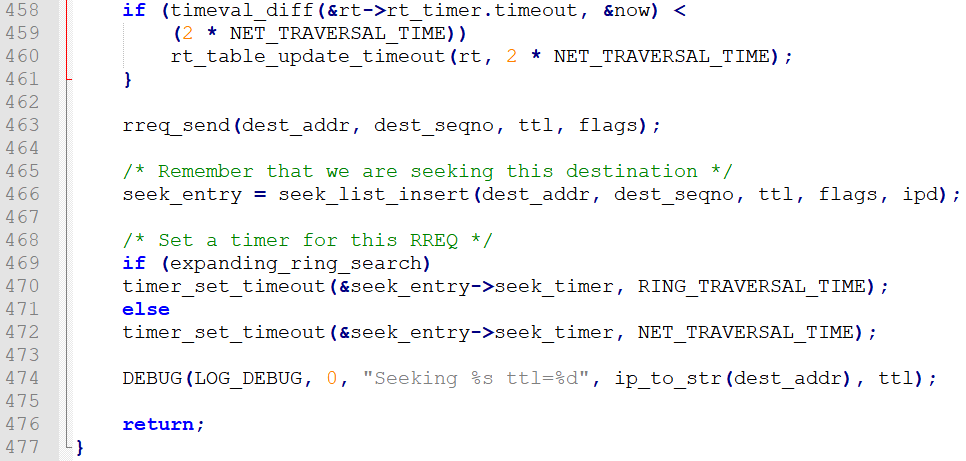 458 if (timeval_diff(&rt->rt_timer.timeout, &now) <
459 (2 * NET_TRAVERSAL_TIME))
460 rt_table_update_timeout(rt, 2 * NET_TRAVERSAL_TIME);
461 }
462
463 rreq_send(dest_addr, dest_seqno, ttl, flags);
464
465 /* Remember that we are seeking this destination */
466 seek_entry = seek_list_insert(dest_addr, dest_seqno, ttl, flags, ipd);
467
468 /* Set a timer for this RREQ */
469 if (expanding_ring_search)
470 timer_set_timeout(&seek_entry->seek_timer, RING_TRAVERSAL_TIME);
471 else
472 timer_set_timeout(&seek_entry->seek_timer, NET_TRAVERSAL_TIME);
473
474 DEBUG(LOG_DEBUG, 0, "Seeking %s ttl=%d", ip_to_str(dest_addr), ttl);
475
476 return;
477 }